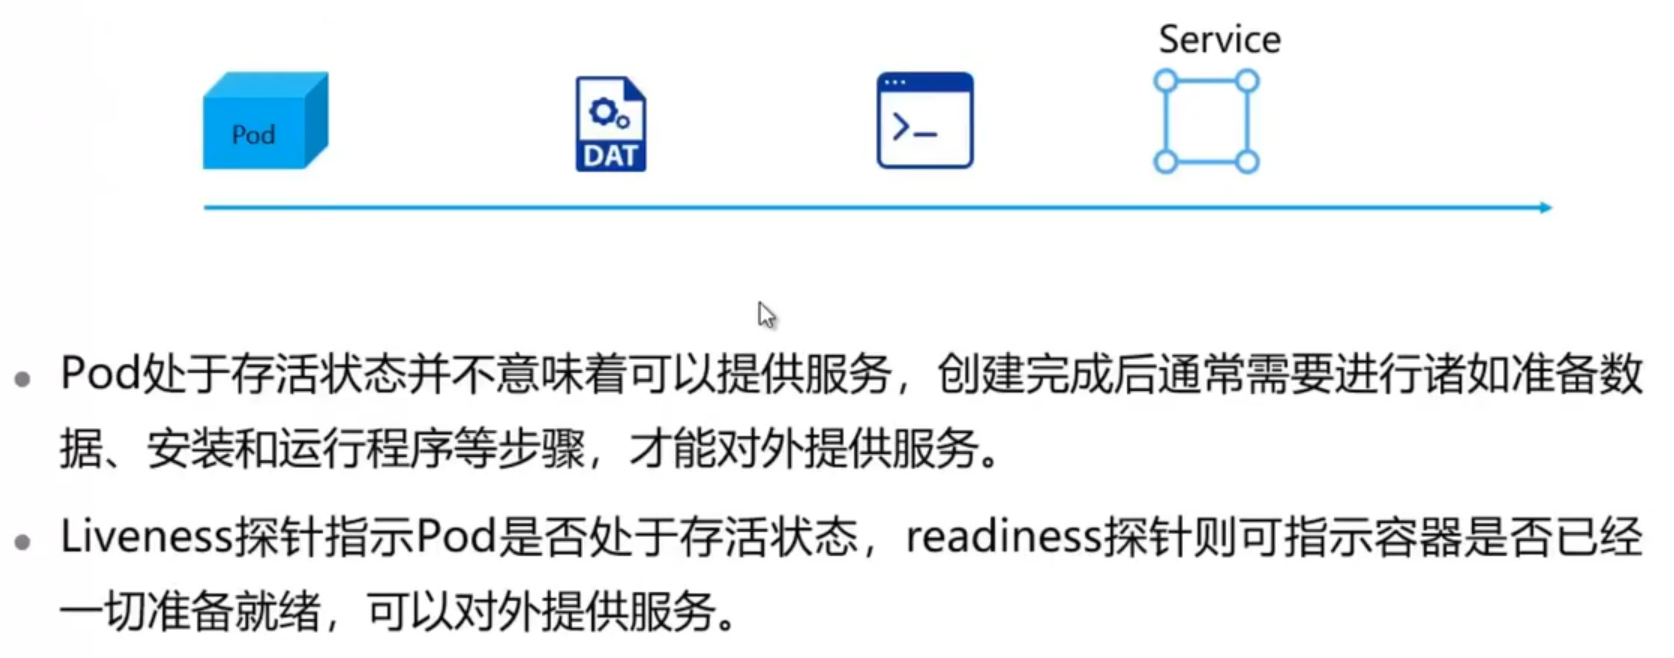 Service
Pod
DAT
Pod处于存活状态并不意味着可以提供服务，创建完成后通常需要进行诸如准备数
据、安装和运行程序等步骤，才能对外提供服务。
Liveness探针指示Pod是否处于存活状态，readiness探针则可指示容器是否已经
一切准备就绪，可以对外提供服务。